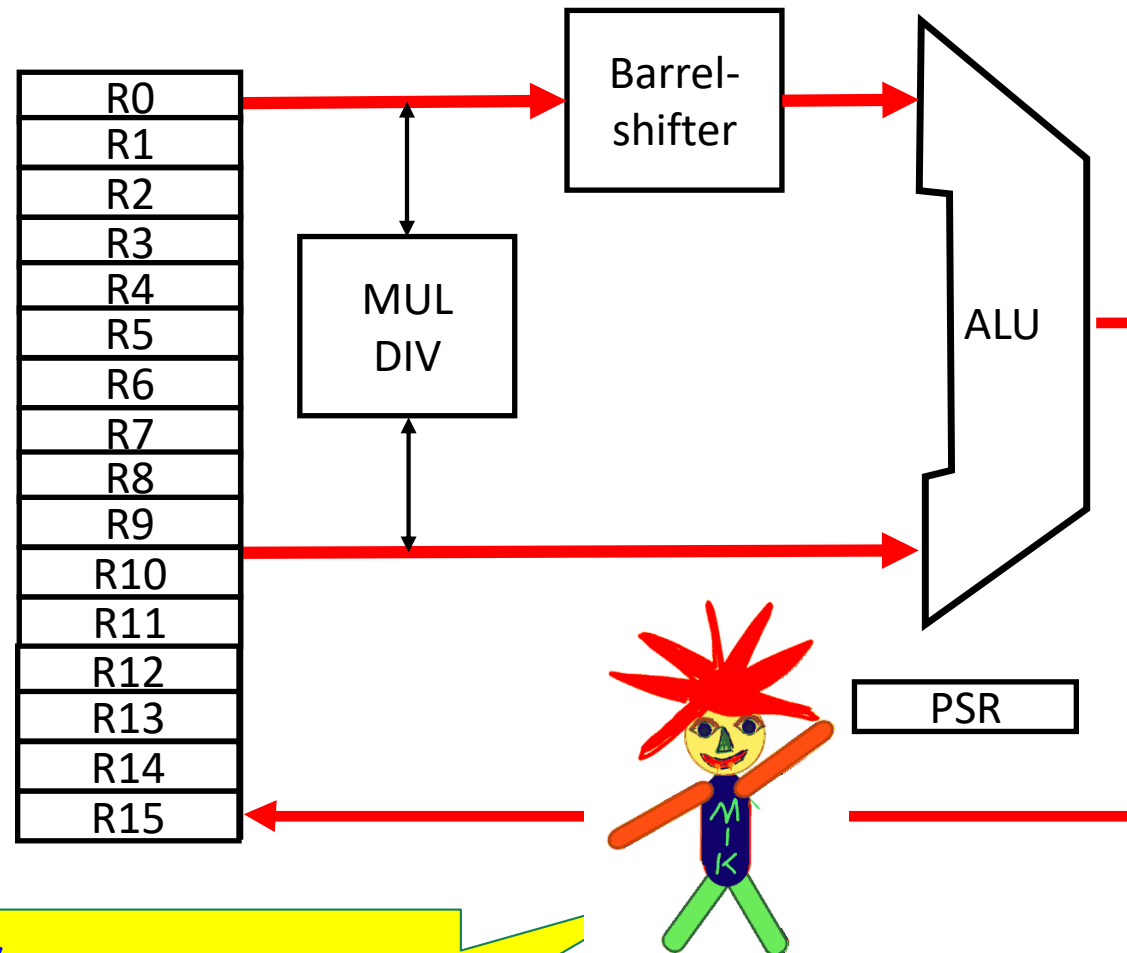 R0
R1
R2
R3
R4
R5
R6
R7
R8
R9
R10
R11
R12
R13
R14
R15
Barrel-
shifter
MUL
DIV
ALU
PSR
MIK